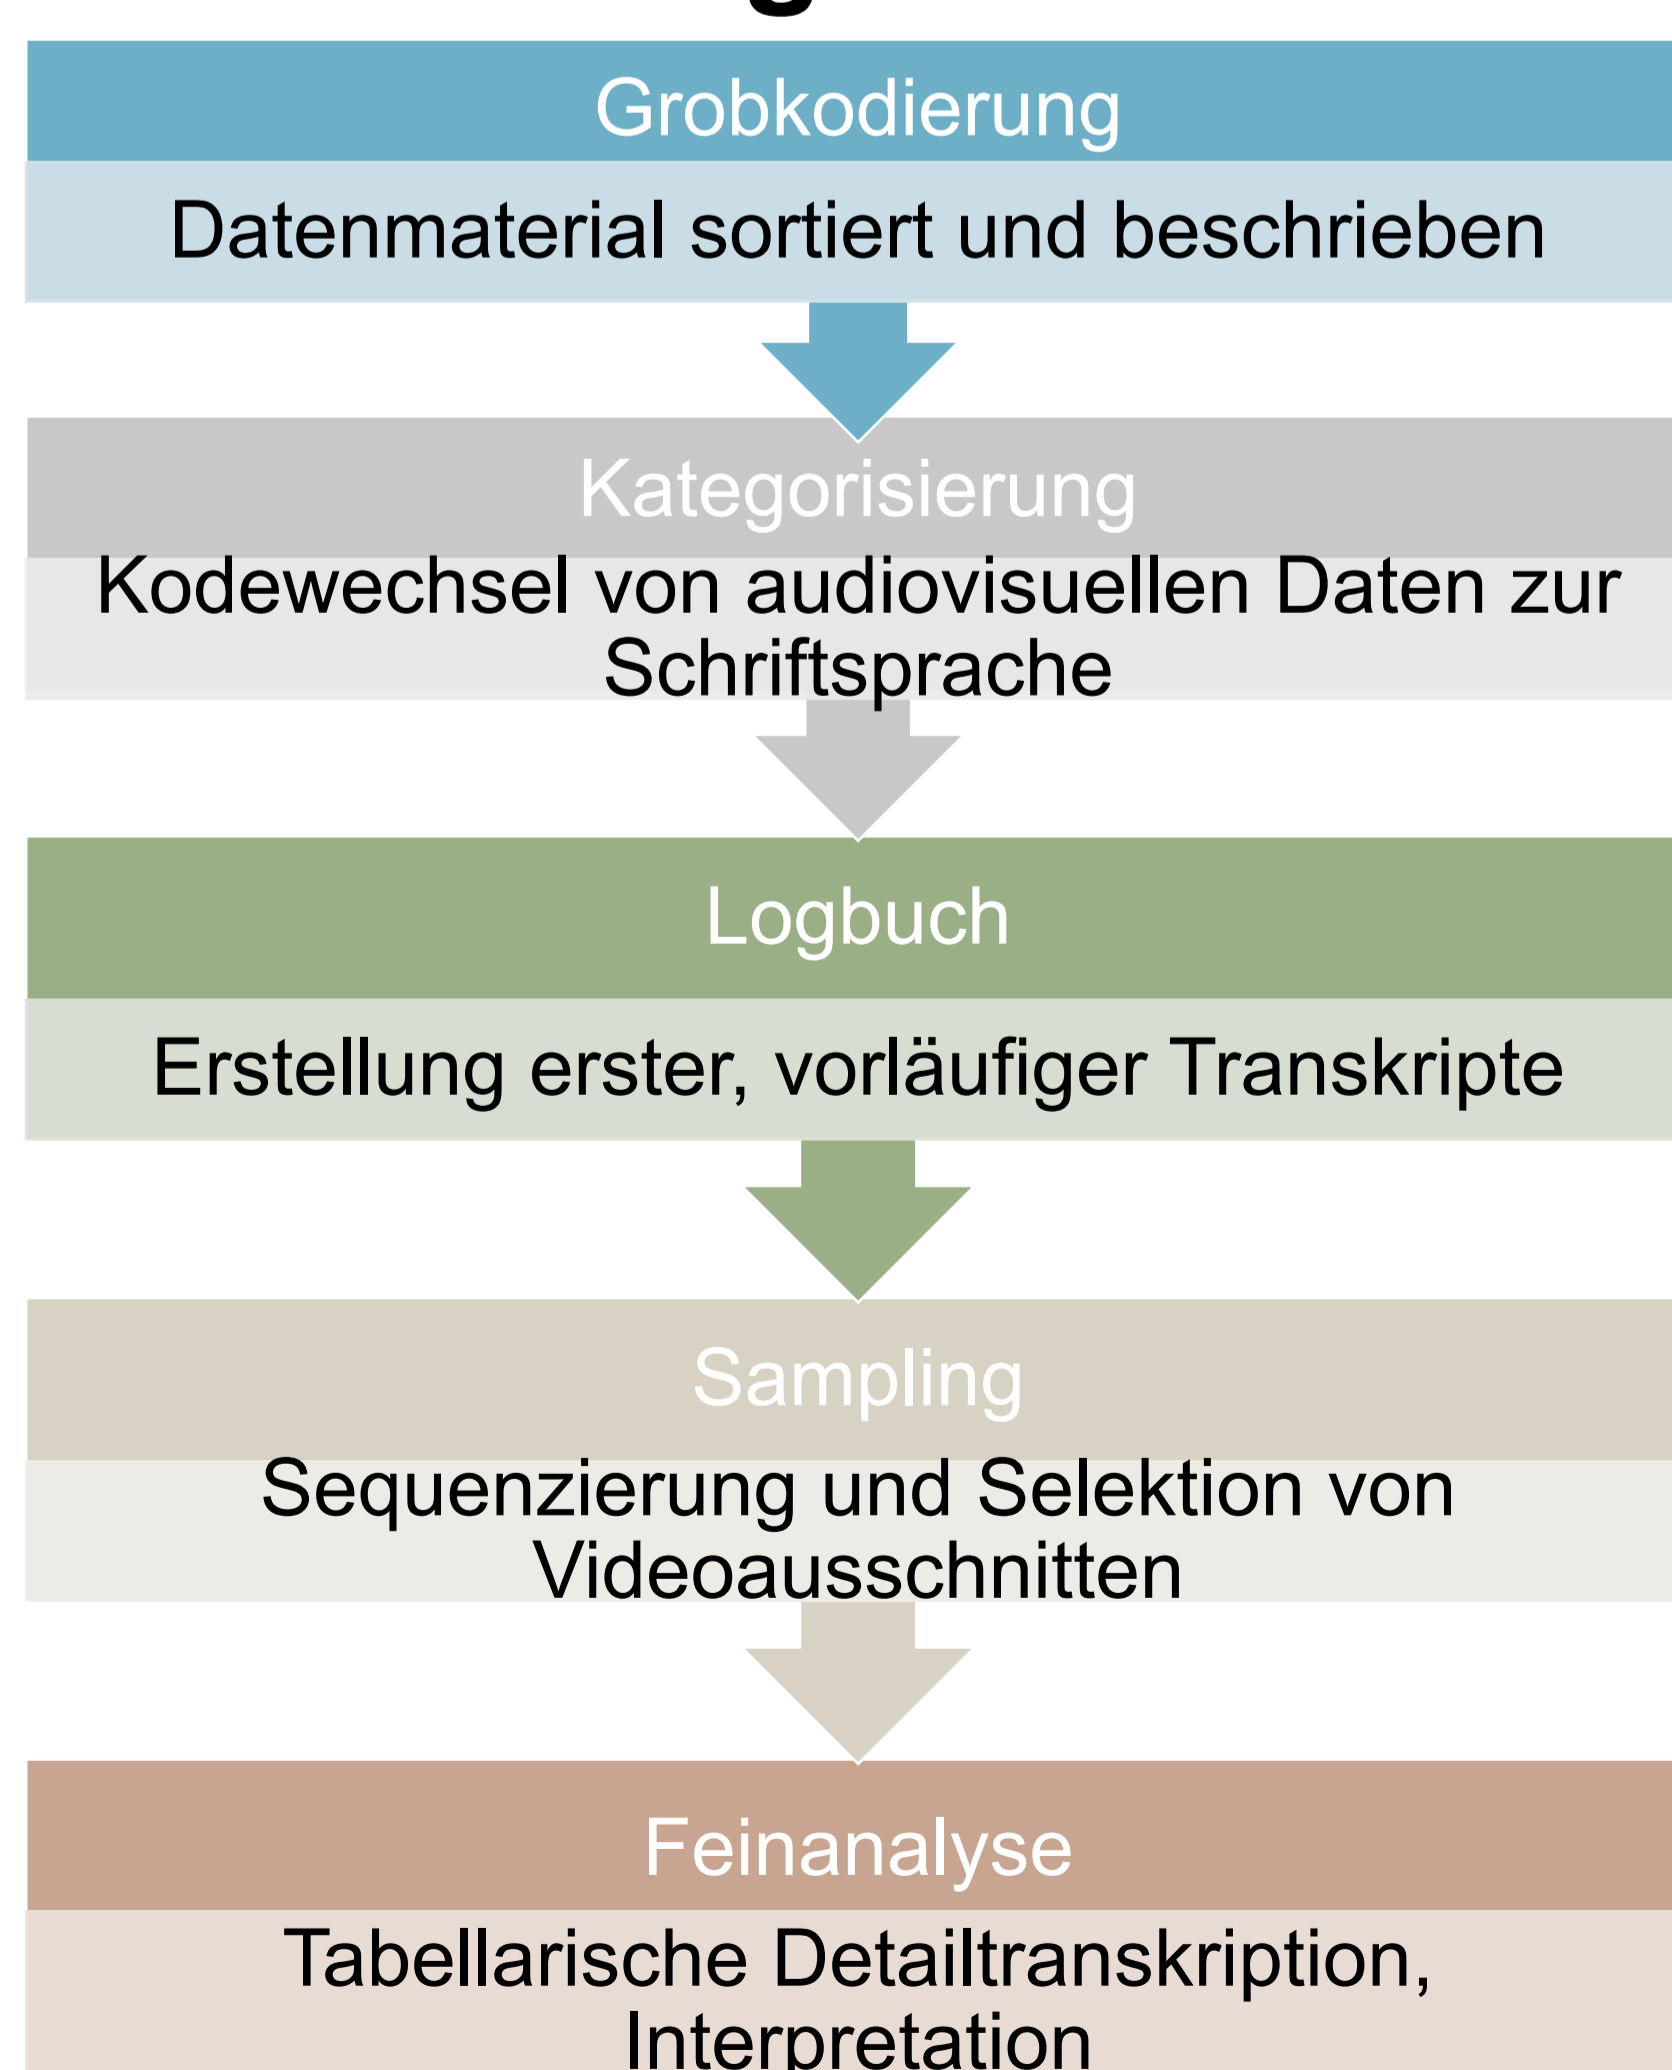 Grobkodierung
Datenmaterial sortiert und beschrieben
Kategorisierung
Kodewechsel von audiovisuellen Daten zur
Schriftsprache
Logbuch
Erstellung erster, vorläufiger Transkripte
Sampling
Sequenzierung und Selektion von
Videoausschnitten
Feinanalyse
Tabellarische Detailtranskription,
Interpretation